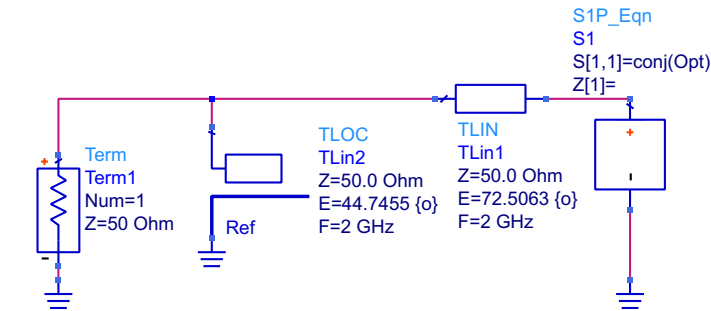 S1P_Eqn
S1
S[1,1]=conj(Opt)
Z[1]=
Term
Term1
Num=1
Z=50 Ohm
TLOC
TLin2
Z=50.0 Ohm
E=44.7455 {o}
F=2 GHz
Ref
TLIN
TLin1
Z=50.0 Ohm
E=72.5063 {o}
F=2 GHz